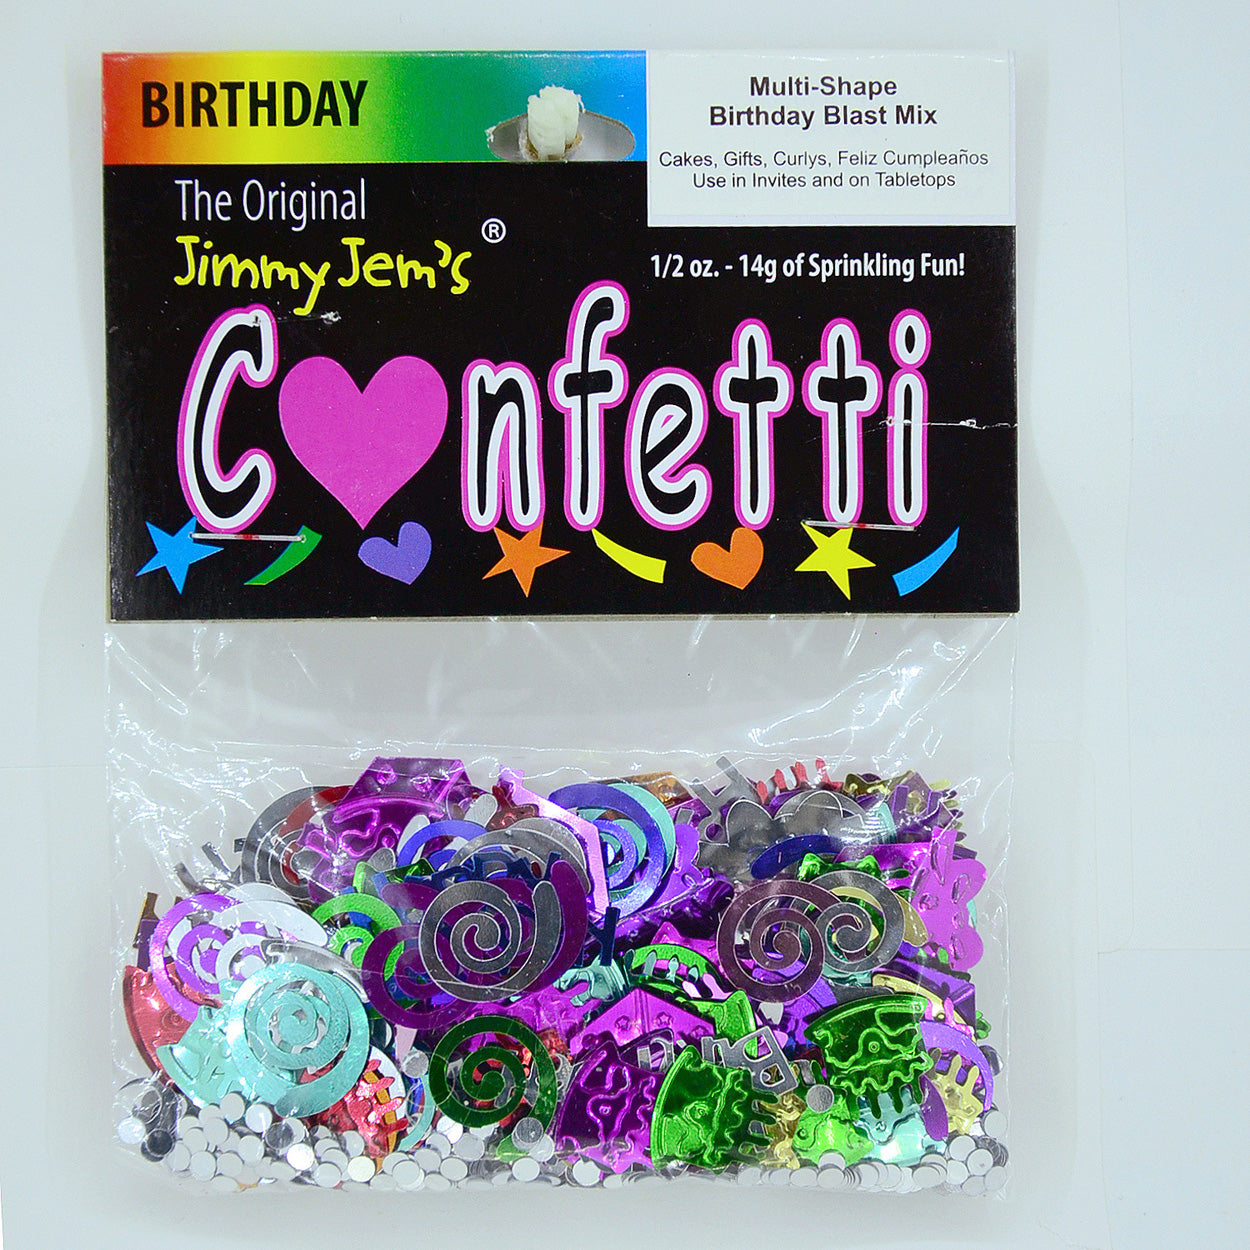 BIRTHDAY
Multi-Shape
Birthday Blast Mix
Cakes, Gifts, Curlys, Feliz Cumpleaños
Use in Invites and on Tabletops
The Original
Jimmy Jem's®
1/2 oz. - 14g of Sprinkling Fun!
Confetti